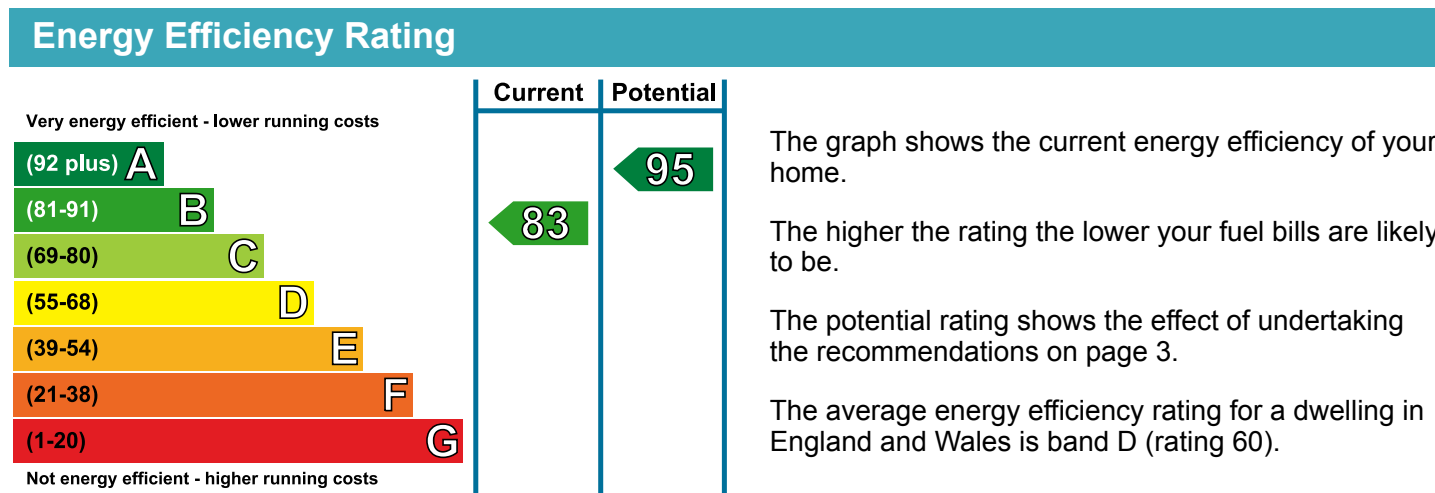 Energy Efficiency Rating
Current Potential
Very energy efficient - lower running costs
(92 plus) A
95
(81-91) B
83
(69-80) C
(55-68) D
(39-54) E
(21-38) F
(1-20) G
Not energy efficient - higher running costs
The graph shows the current energy efficiency of your
home.
The higher the rating the lower your fuel bills are likely
to be.
The potential rating shows the effect of undertaking
the recommendations on page 3.
The average energy efficiency rating for a dwelling in
England and Wales is band D (rating 60).